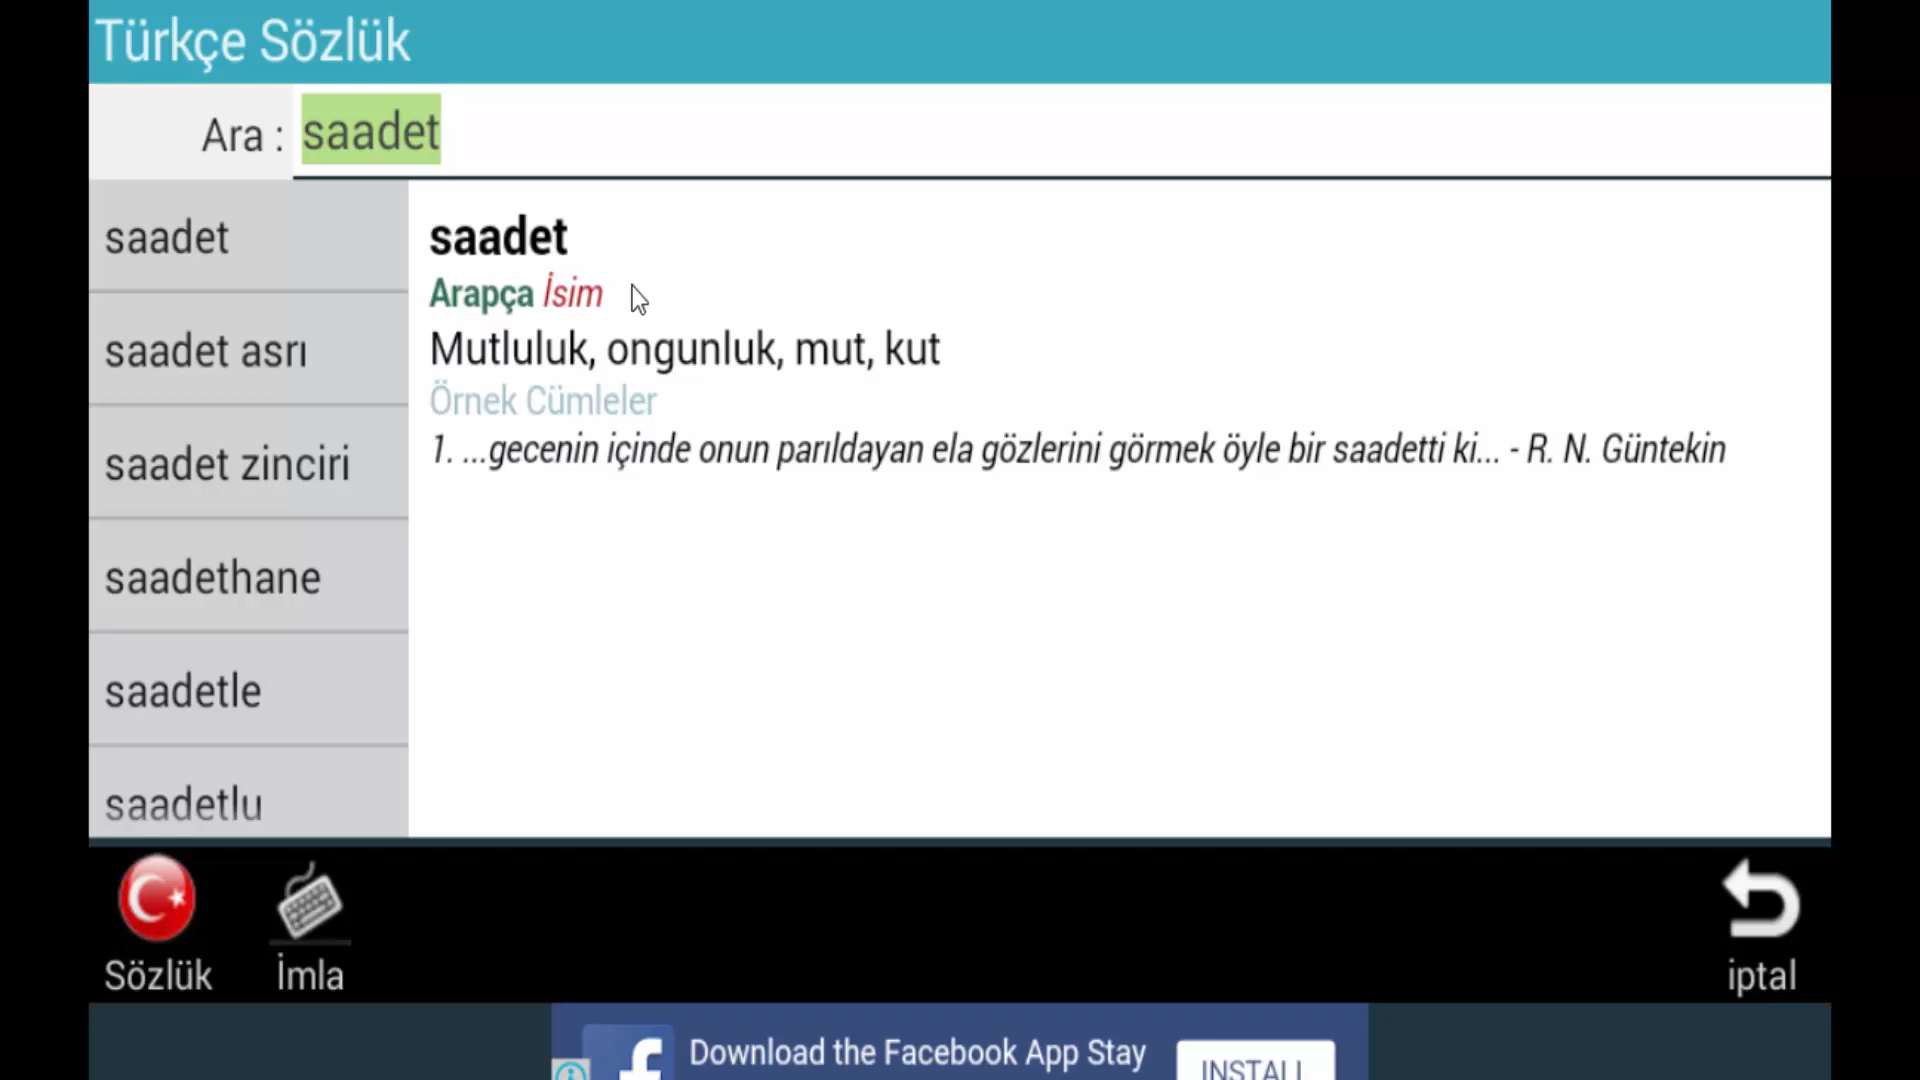 Türkçe Sözlük
Ara : saadet
saadet
saadet asrı
saadet zinciri
saadethane
saadetle
saadetlu
saadet
Arapça İsim
Mutluluk, ongunluk, mut, kut
Örnek Cümleler
1. ...gecenin içinde onun parıldayan ela gözlerini görmek öyle bir saadetti ki... - R. N. Güntekin
Sözlük
İmla
iptal
Download the Facebook App Stay
INSTALL